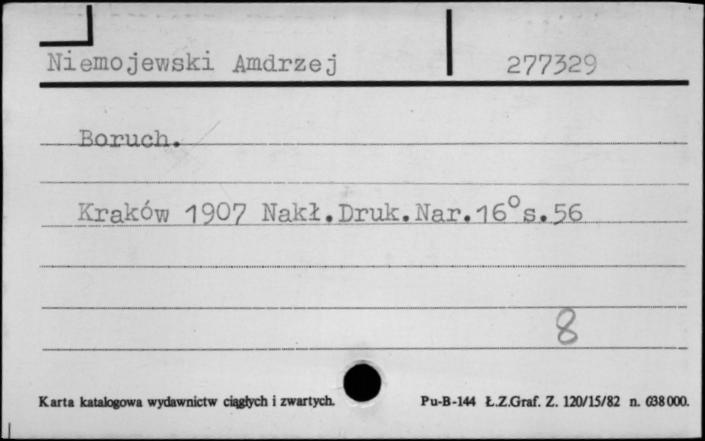 Niemojewski Amdrzej 277329
Boruch.
Kraków 1907 Nakł.Druk.Nar.16° s.56
8
Karta katalogowa wydawnictw ciągłych i zwartych. Pu-B-144 Ł.Z.Graf. Z. 120/15/82 n. 638 000.